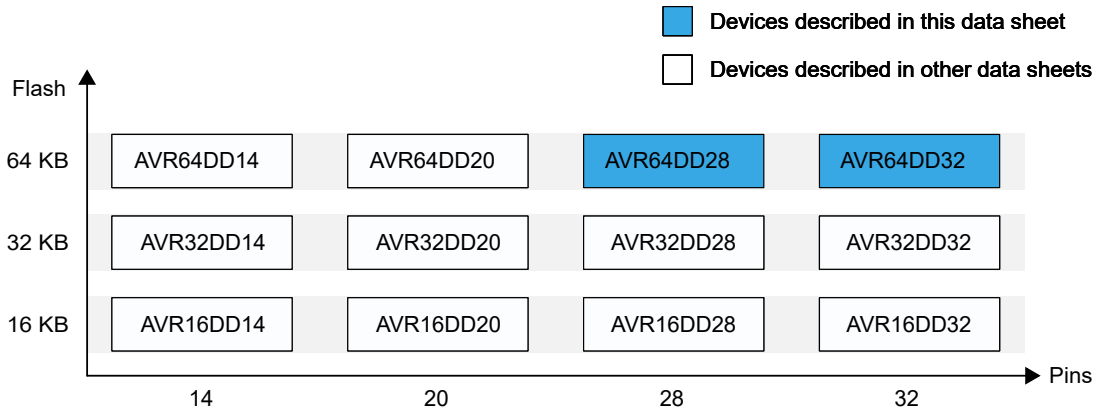 Devices described in this data sheet
Devices described in other data sheets
Flash
64 KB AVR64DD14 AVR64DD20 AVR64DD28 AVR64DD32
32 KB AVR32DD14 AVR32DD20 AVR32DD28 AVR32DD32
16 KB AVR16DD14 AVR16DD20 AVR16DD28 AVR16DD32
Pins
14 20 28 32